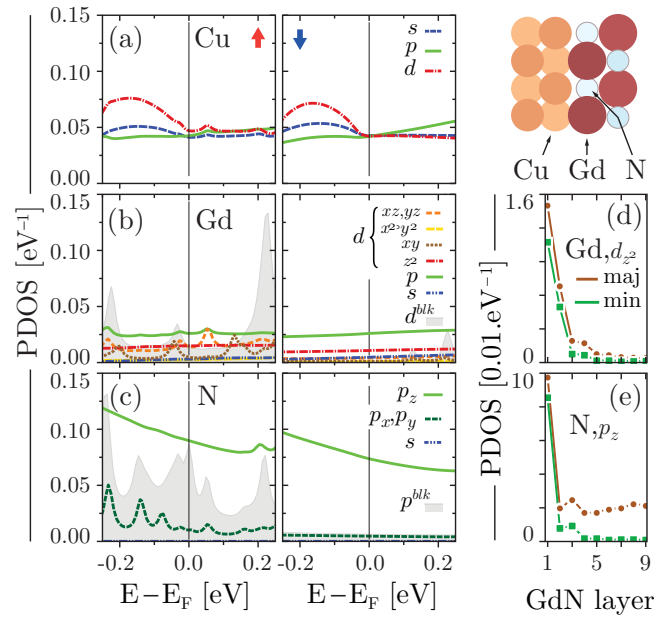 (a) Cu
s
p
d
0.15
0.10
0.05
0.00
Cu Gd N
PDOS [eV⁻¹]
(b) Gd
d { xz,yz
x²-y²
xy
z²
p
s
d^blk
0.15
0.10
0.05
0.00
(c) N
p_z
p_x,p_y
s
p^blk
0.15
0.10
0.05
0.00
-0.2 0.0 0.2
-0.2 0.0 0.2
E−E_F [eV]
E−E_F [eV]
PDOS [0.01.eV⁻¹]
1.6
(d)
Gd,d_z²
maj
min
0
10
(e)
N,p_z
0
1 5 9
GdN layer